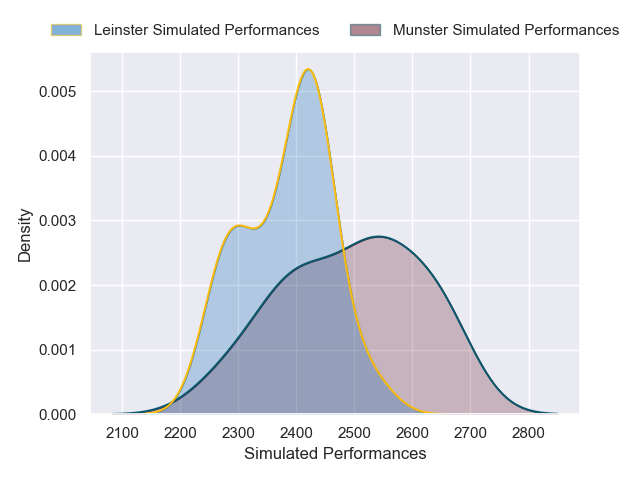 Leinster Simulated Performances Munster Simulated Performances
0.005
0.004
0.003
0.002
0.001
0.000
Density
2100 2200 2300 2400 2500 2600 2700 2800
Simulated Performances